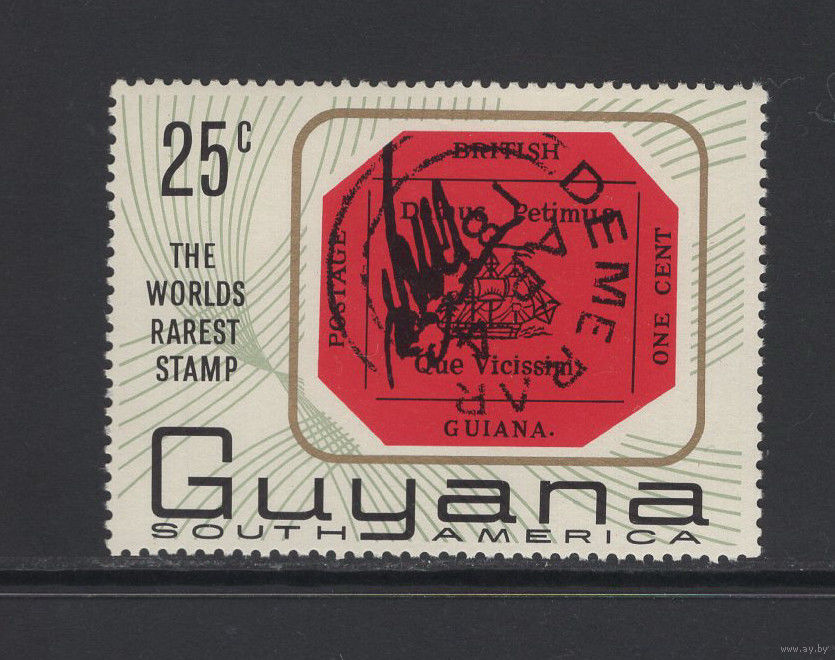 25c
THE
WORLDS
RAREST
STAMP
BRITISH
Petimus
POSTAGE
ONE CENT
Que Vicissim
GUIANA.
DEMERAR
Guyana
SOUTH AMERICA
www.ay.by